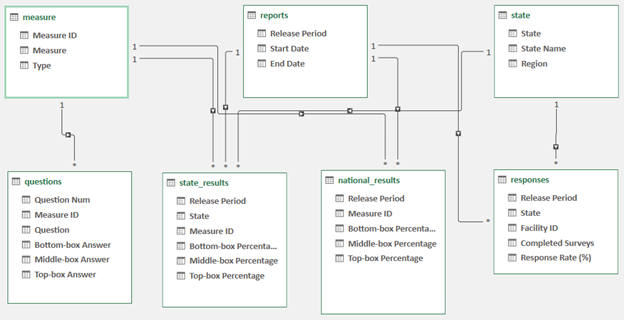 measure
Measure ID
Measure
Type
reports
Release Period
Start Date
End Date
state
State
State Name
Region
1
1
1
1
1
1
1
1
*
*
*
*
*
*
*
*
questions
Question Num
Measure ID
Question
Bottom-box Answer
Middle-box Answer
Top-box Answer
state_results
Release Period
State
Measure ID
Bottom-box Percenta...
Middle-box Percentage
Top-box Percentage
national_results
Release Period
Measure ID
Bottom-box Percenta...
Middle-box Percentage
Top-box Percentage
responses
Release Period
State
Facility ID
Completed Surveys
Response Rate (%)